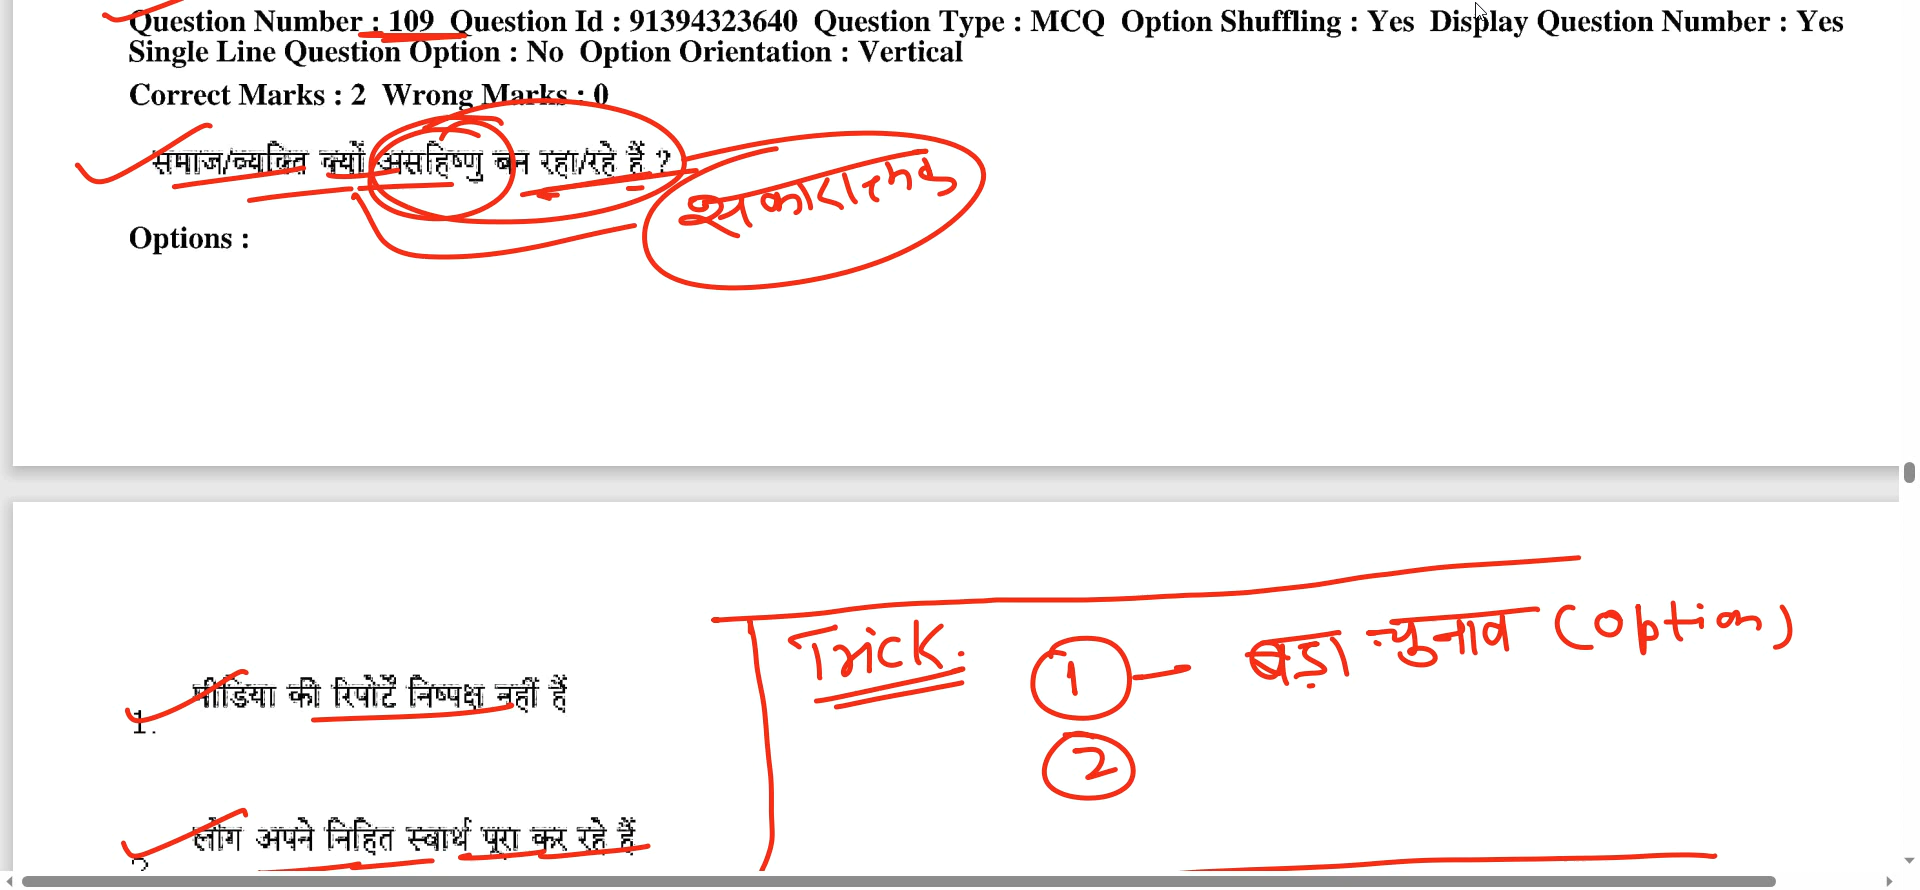 Question Number : 109 Question Id : 91394323640 Question Type : MCQ Option Shuffling : Yes Display Question Number : Yes
Single Line Question Option : No Option Orientation : Vertical
Correct Marks : 2 Wrong Marks : 0
समाज/व्यक्ति क्यों असहिष्णु बन रहा/रहे हैं ?
Options :
Trick. 1 - बड़ा चुनाव (option)
2
मीडिया की रिपोर्टें निष्पक्ष नहीं हैं
1.
लोग अपने निहित स्वार्थ पूरा कर रहे हैं